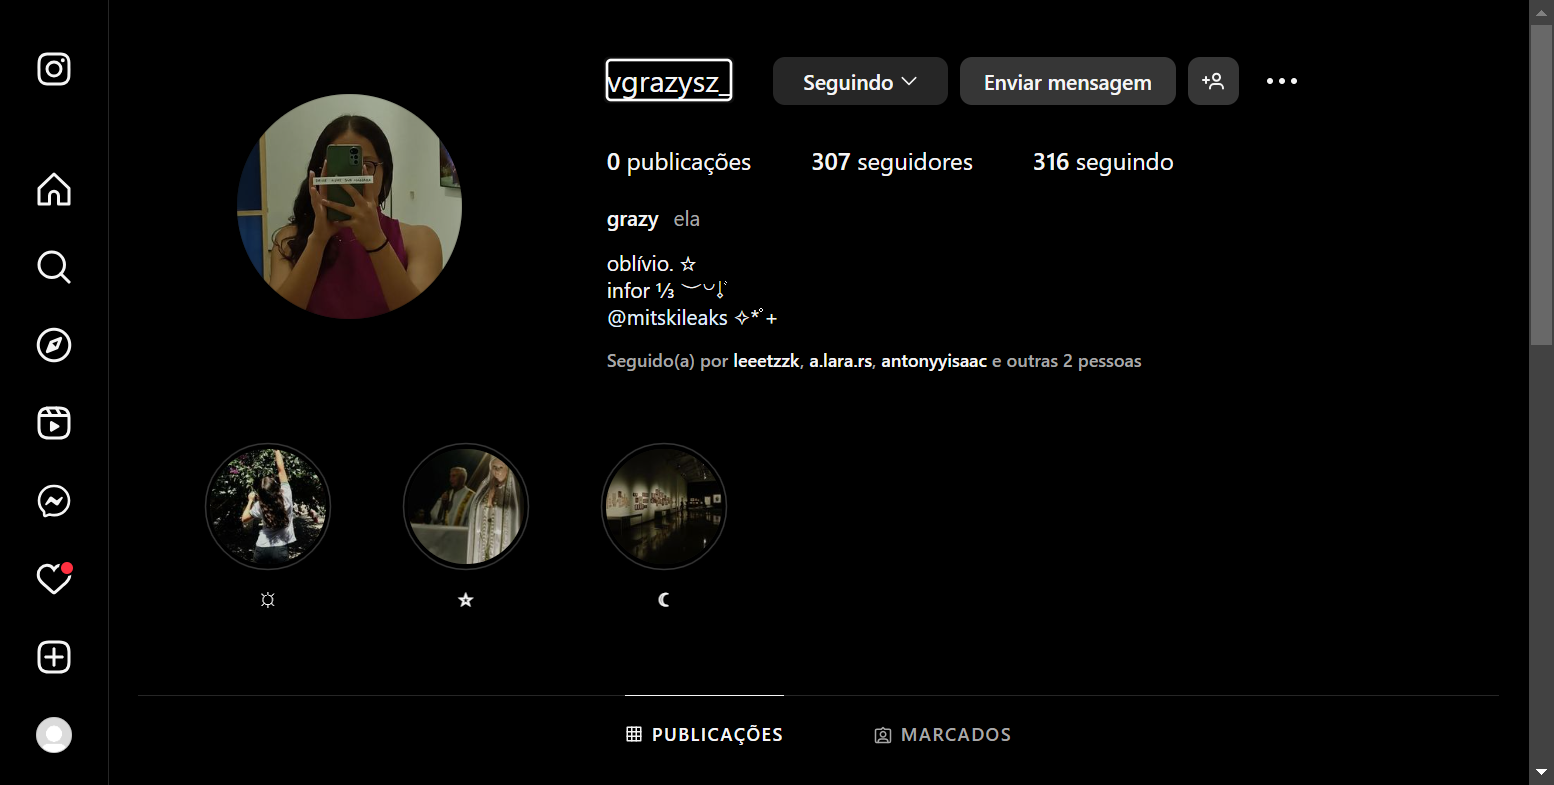 vgrazysz_
Seguindo
Enviar mensagem
0 publicações
307 seguidores
316 seguindo
grazy ela
oblívio. ☆
infor ⅓
@mitskileaks ✧*˚+
Seguido(a) por leeetzzk, a.lara.rs, antonyyisaac e outras 2 pessoas
PUBLICAÇÕES
MARCADOS